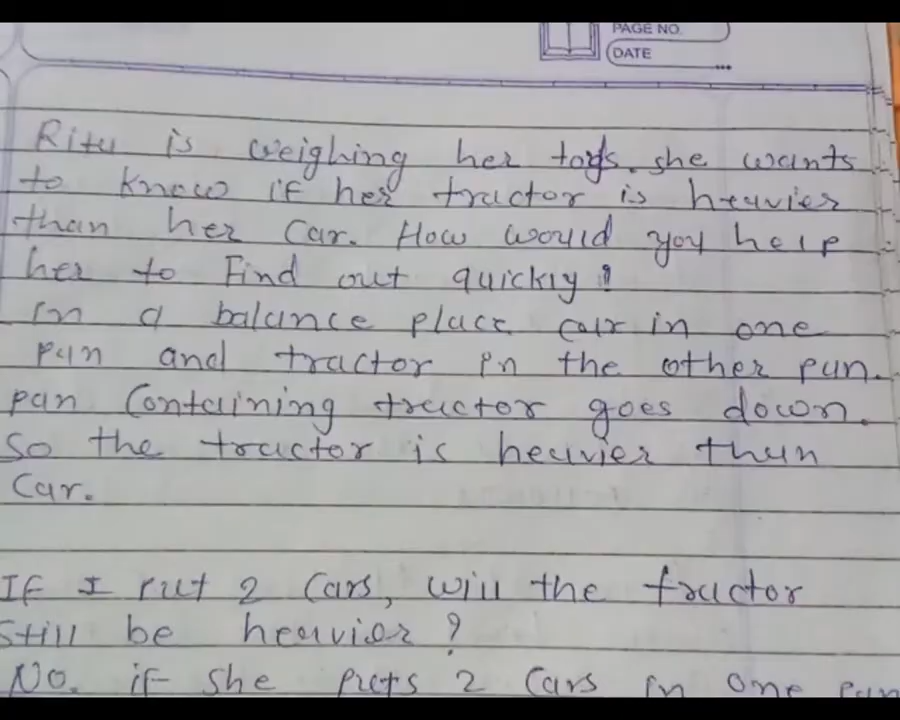 PAGE NO.
DATE
Ritu is weighing her toys. she wants
to know if her tractor is heavier
than her car. How would you help
her to Find out quickly?
In a balance place car in one
pan and tractor in the other pan.
pan Containing tractor goes down.
So the tractor is heavier than
Car.
IF I put 2 Cars, will the tractor
still be heavier?
No. if she puts 2 Cars in one pan